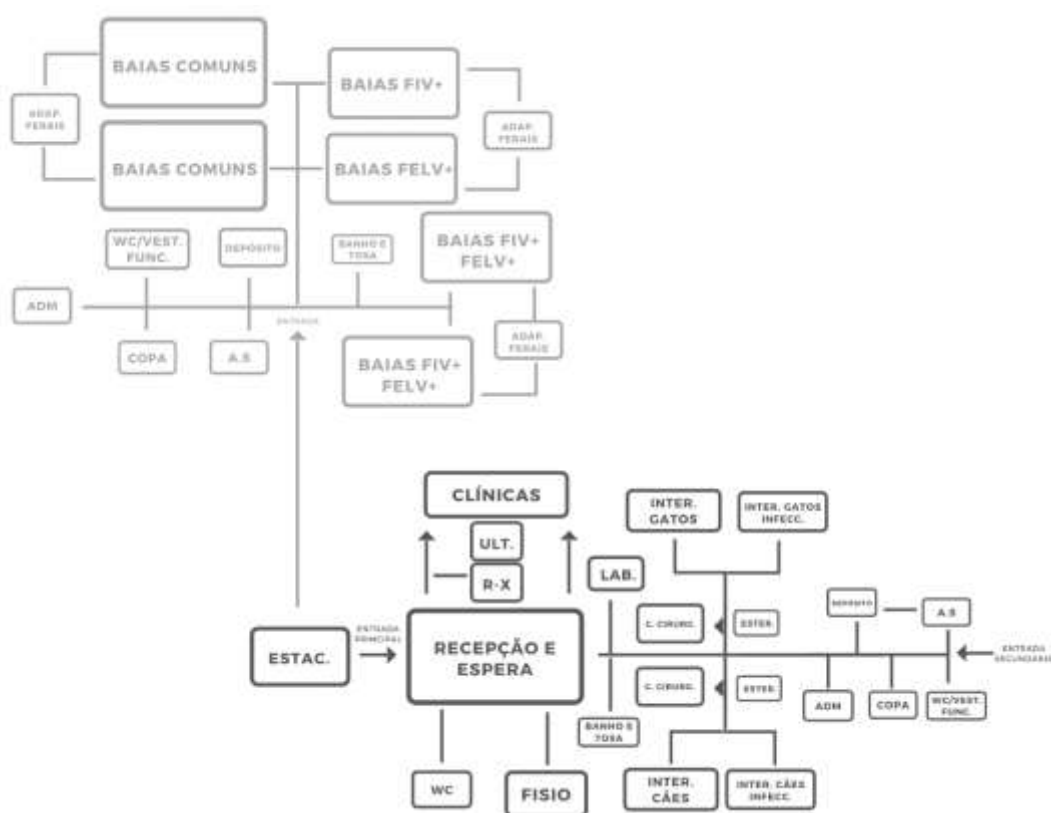 BAIAS COMUNS
BAIAS FIV+
ADAP.
FERAIS
ADAP.
FERAIS
BAIAS COMUNS
BAIAS FELV+
WC/VEST.
FUNC.
DEPÓSITO
BANHO E
TOSA
BAIAS FIV+
FELV+
ADM
ENTRADA
COPA
A.S
BAIAS FIV+
FELV+
ADAP.
FERAIS
CLÍNICAS
ULT.
R-X
INTER.
GATOS
INTER. GATOS
INFECC.
LAB.
DEPÓSITO
A.S
C. CIRURG.
ESTER.
ESTAC.
ENTRADA
PRINCIPAL
RECEPÇÃO E
ESPERA
ENTRADA
SECUNDÁRIA
C. CIRURG.
ESTER.
ADM
COPA
WC/VEST.
FUNC.
BANHO E
TOSA
WC
FISIO
INTER.
CÃES
INTER. CÃES
INFECC.